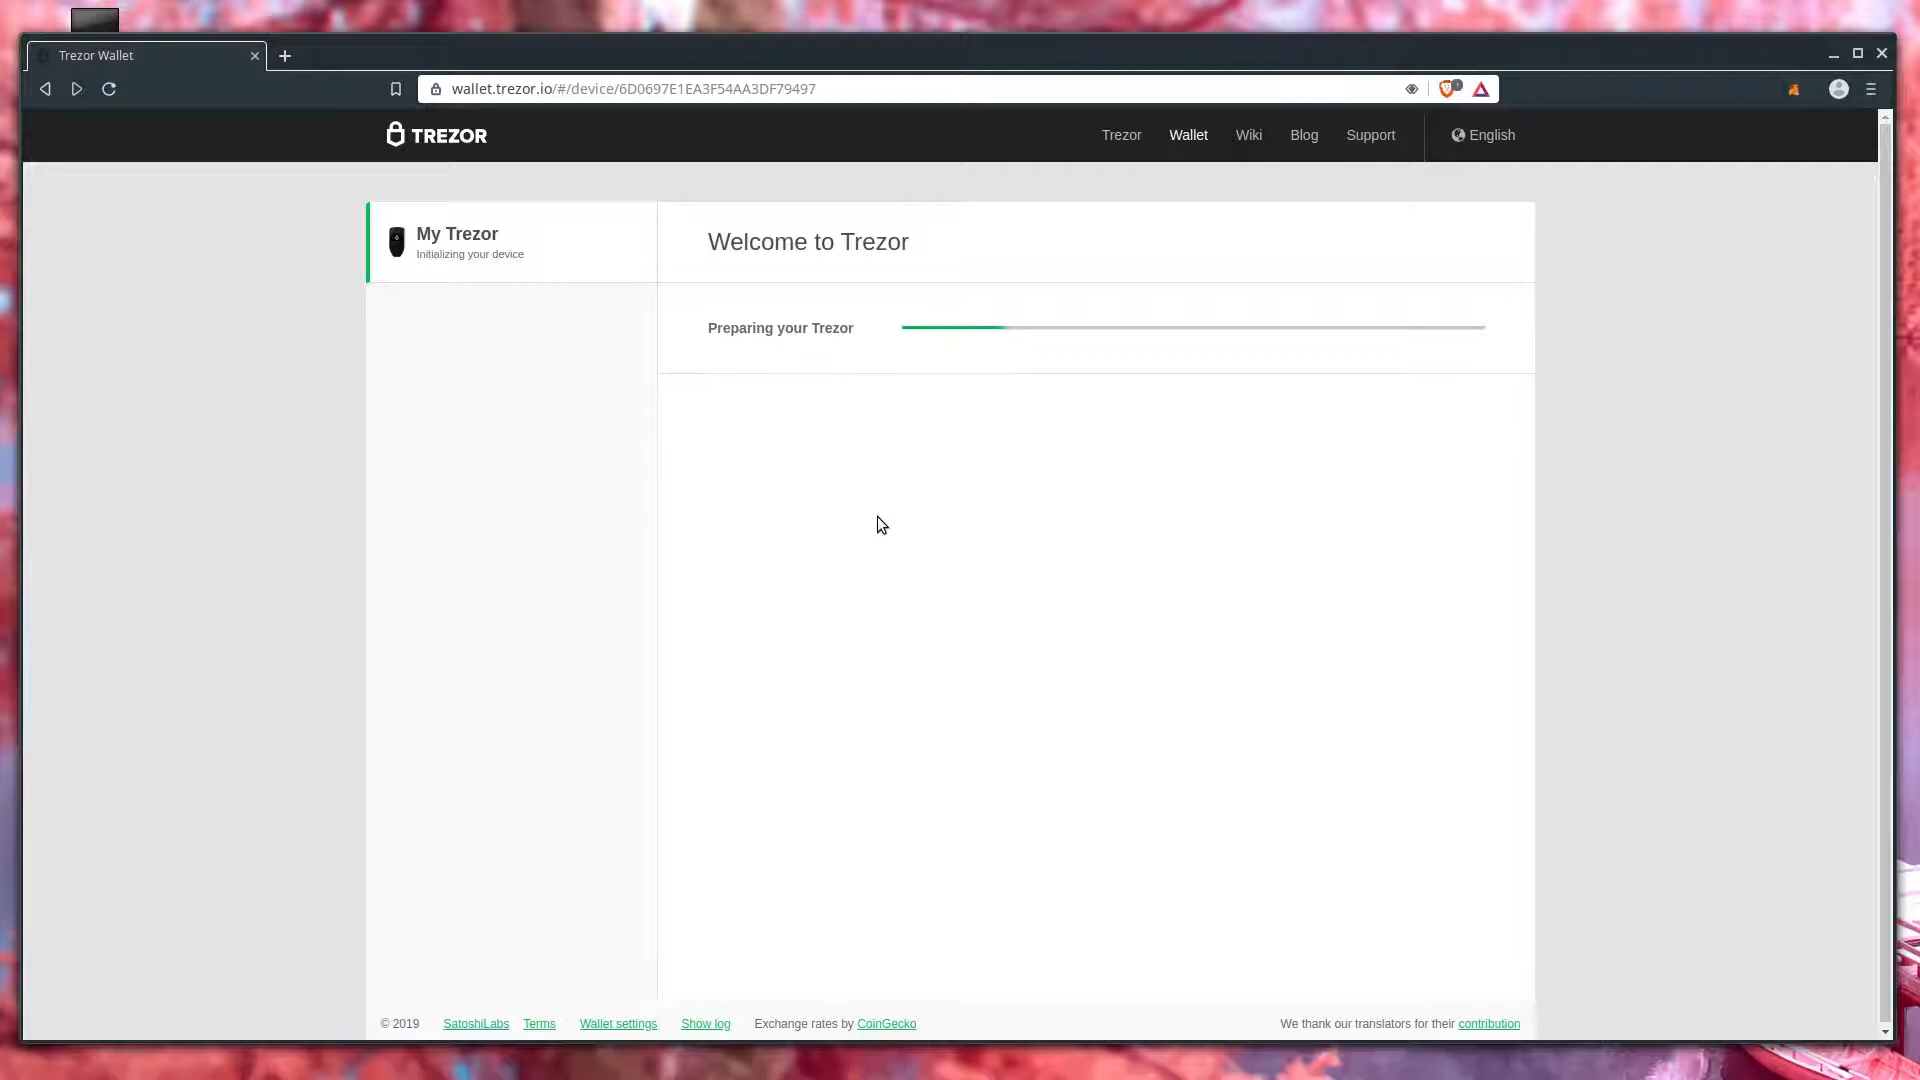 Trezor Wallet
wallet.trezor.io/#/device/6D0697E1EA3F54AA3DF79497
TREZOR
Trezor Wallet Wiki Blog Support English
My Trezor
Initializing your device
Welcome to Trezor
Preparing your Trezor
© 2019 SatoshiLabs Terms Wallet settings Show log Exchange rates by CoinGecko We thank our translators for their contribution